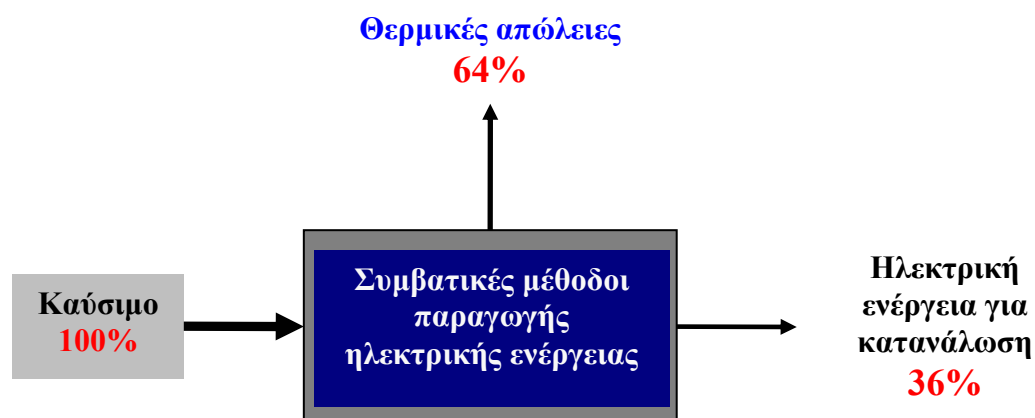 Θερμικές απώλειες
64%
Καύσιμο
100%
Συμβατικές μέθοδοι
παραγωγής
ηλεκτρικής ενέργειας
Ηλεκτρική
ενέργεια για
κατανάλωση
36%